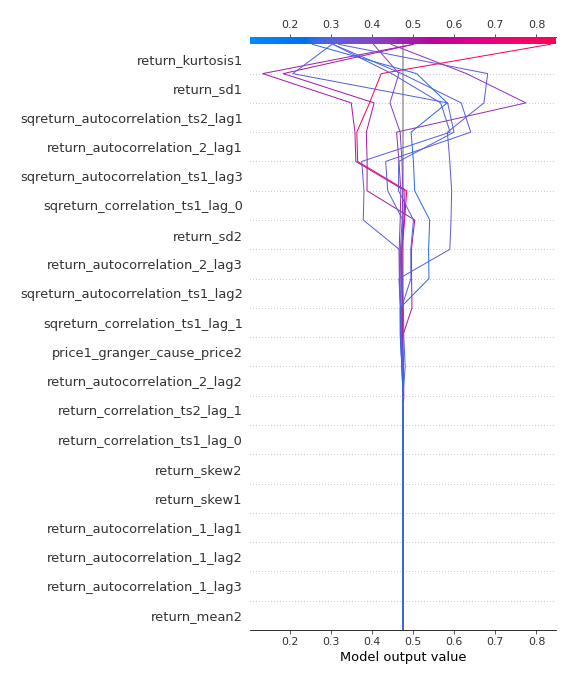 0.2 0.3 0.4 0.5 0.6 0.7 0.8
return_kurtosis1
return_sd1
sqreturn_autocorrelation_ts2_lag1
return_autocorrelation_2_lag1
sqreturn_autocorrelation_ts1_lag3
sqreturn_correlation_ts1_lag_0
return_sd2
return_autocorrelation_2_lag3
sqreturn_autocorrelation_ts1_lag2
sqreturn_correlation_ts1_lag_1
price1_granger_cause_price2
return_autocorrelation_2_lag2
return_correlation_ts2_lag_1
return_correlation_ts1_lag_0
return_skew2
return_skew1
return_autocorrelation_1_lag1
return_autocorrelation_1_lag2
return_autocorrelation_1_lag3
return_mean2
0.2 0.3 0.4 0.5 0.6 0.7 0.8
Model output value